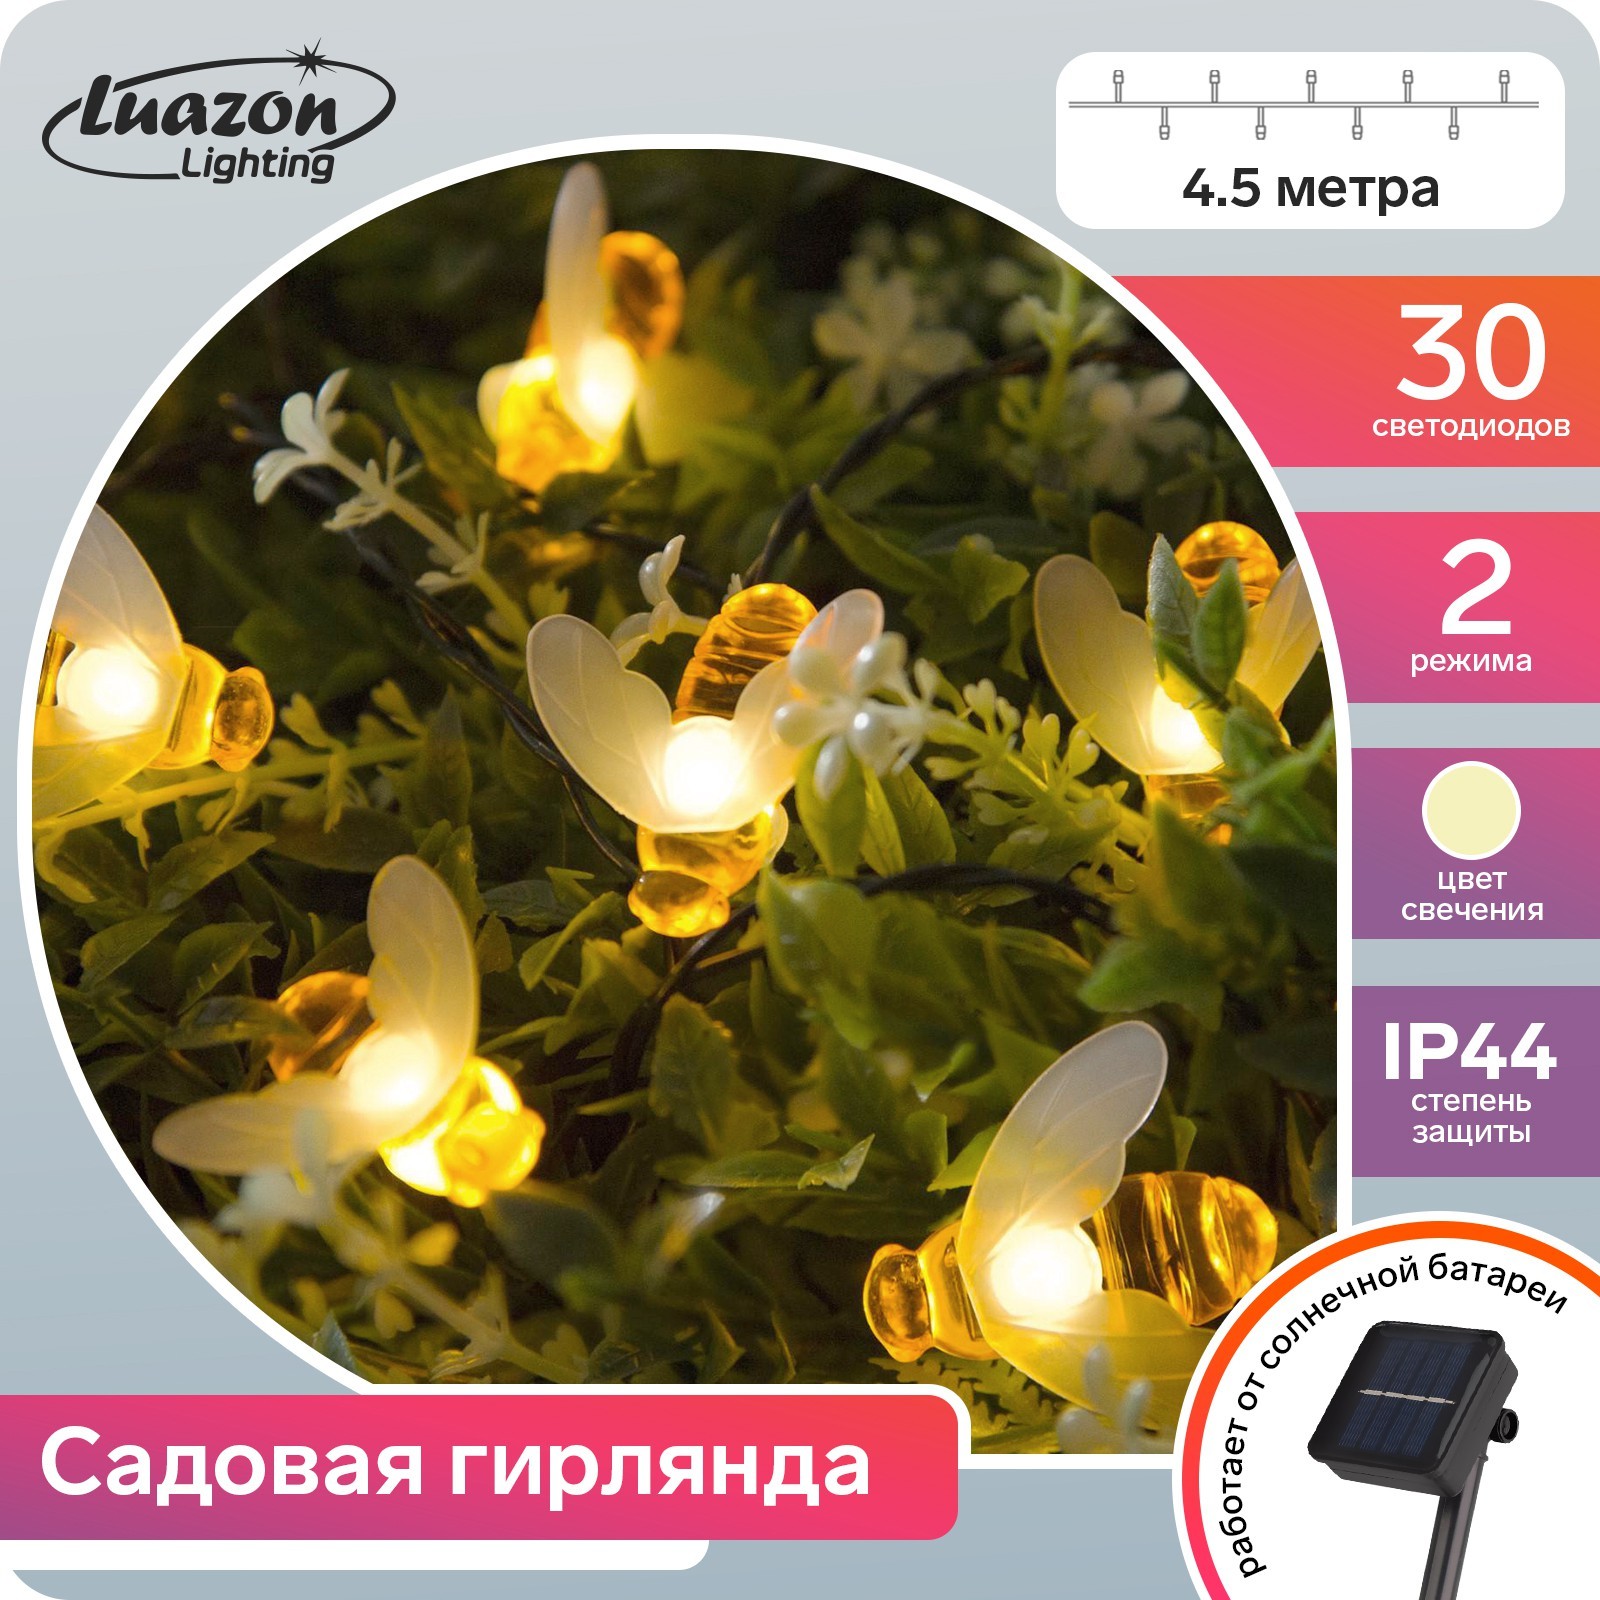 Luazon
Lighting
4.5 метра
30
светодиодов
2
режима
цвет
свечения
IP44
степень
защиты
работает от солнечной батареи
Садовая гирлянда